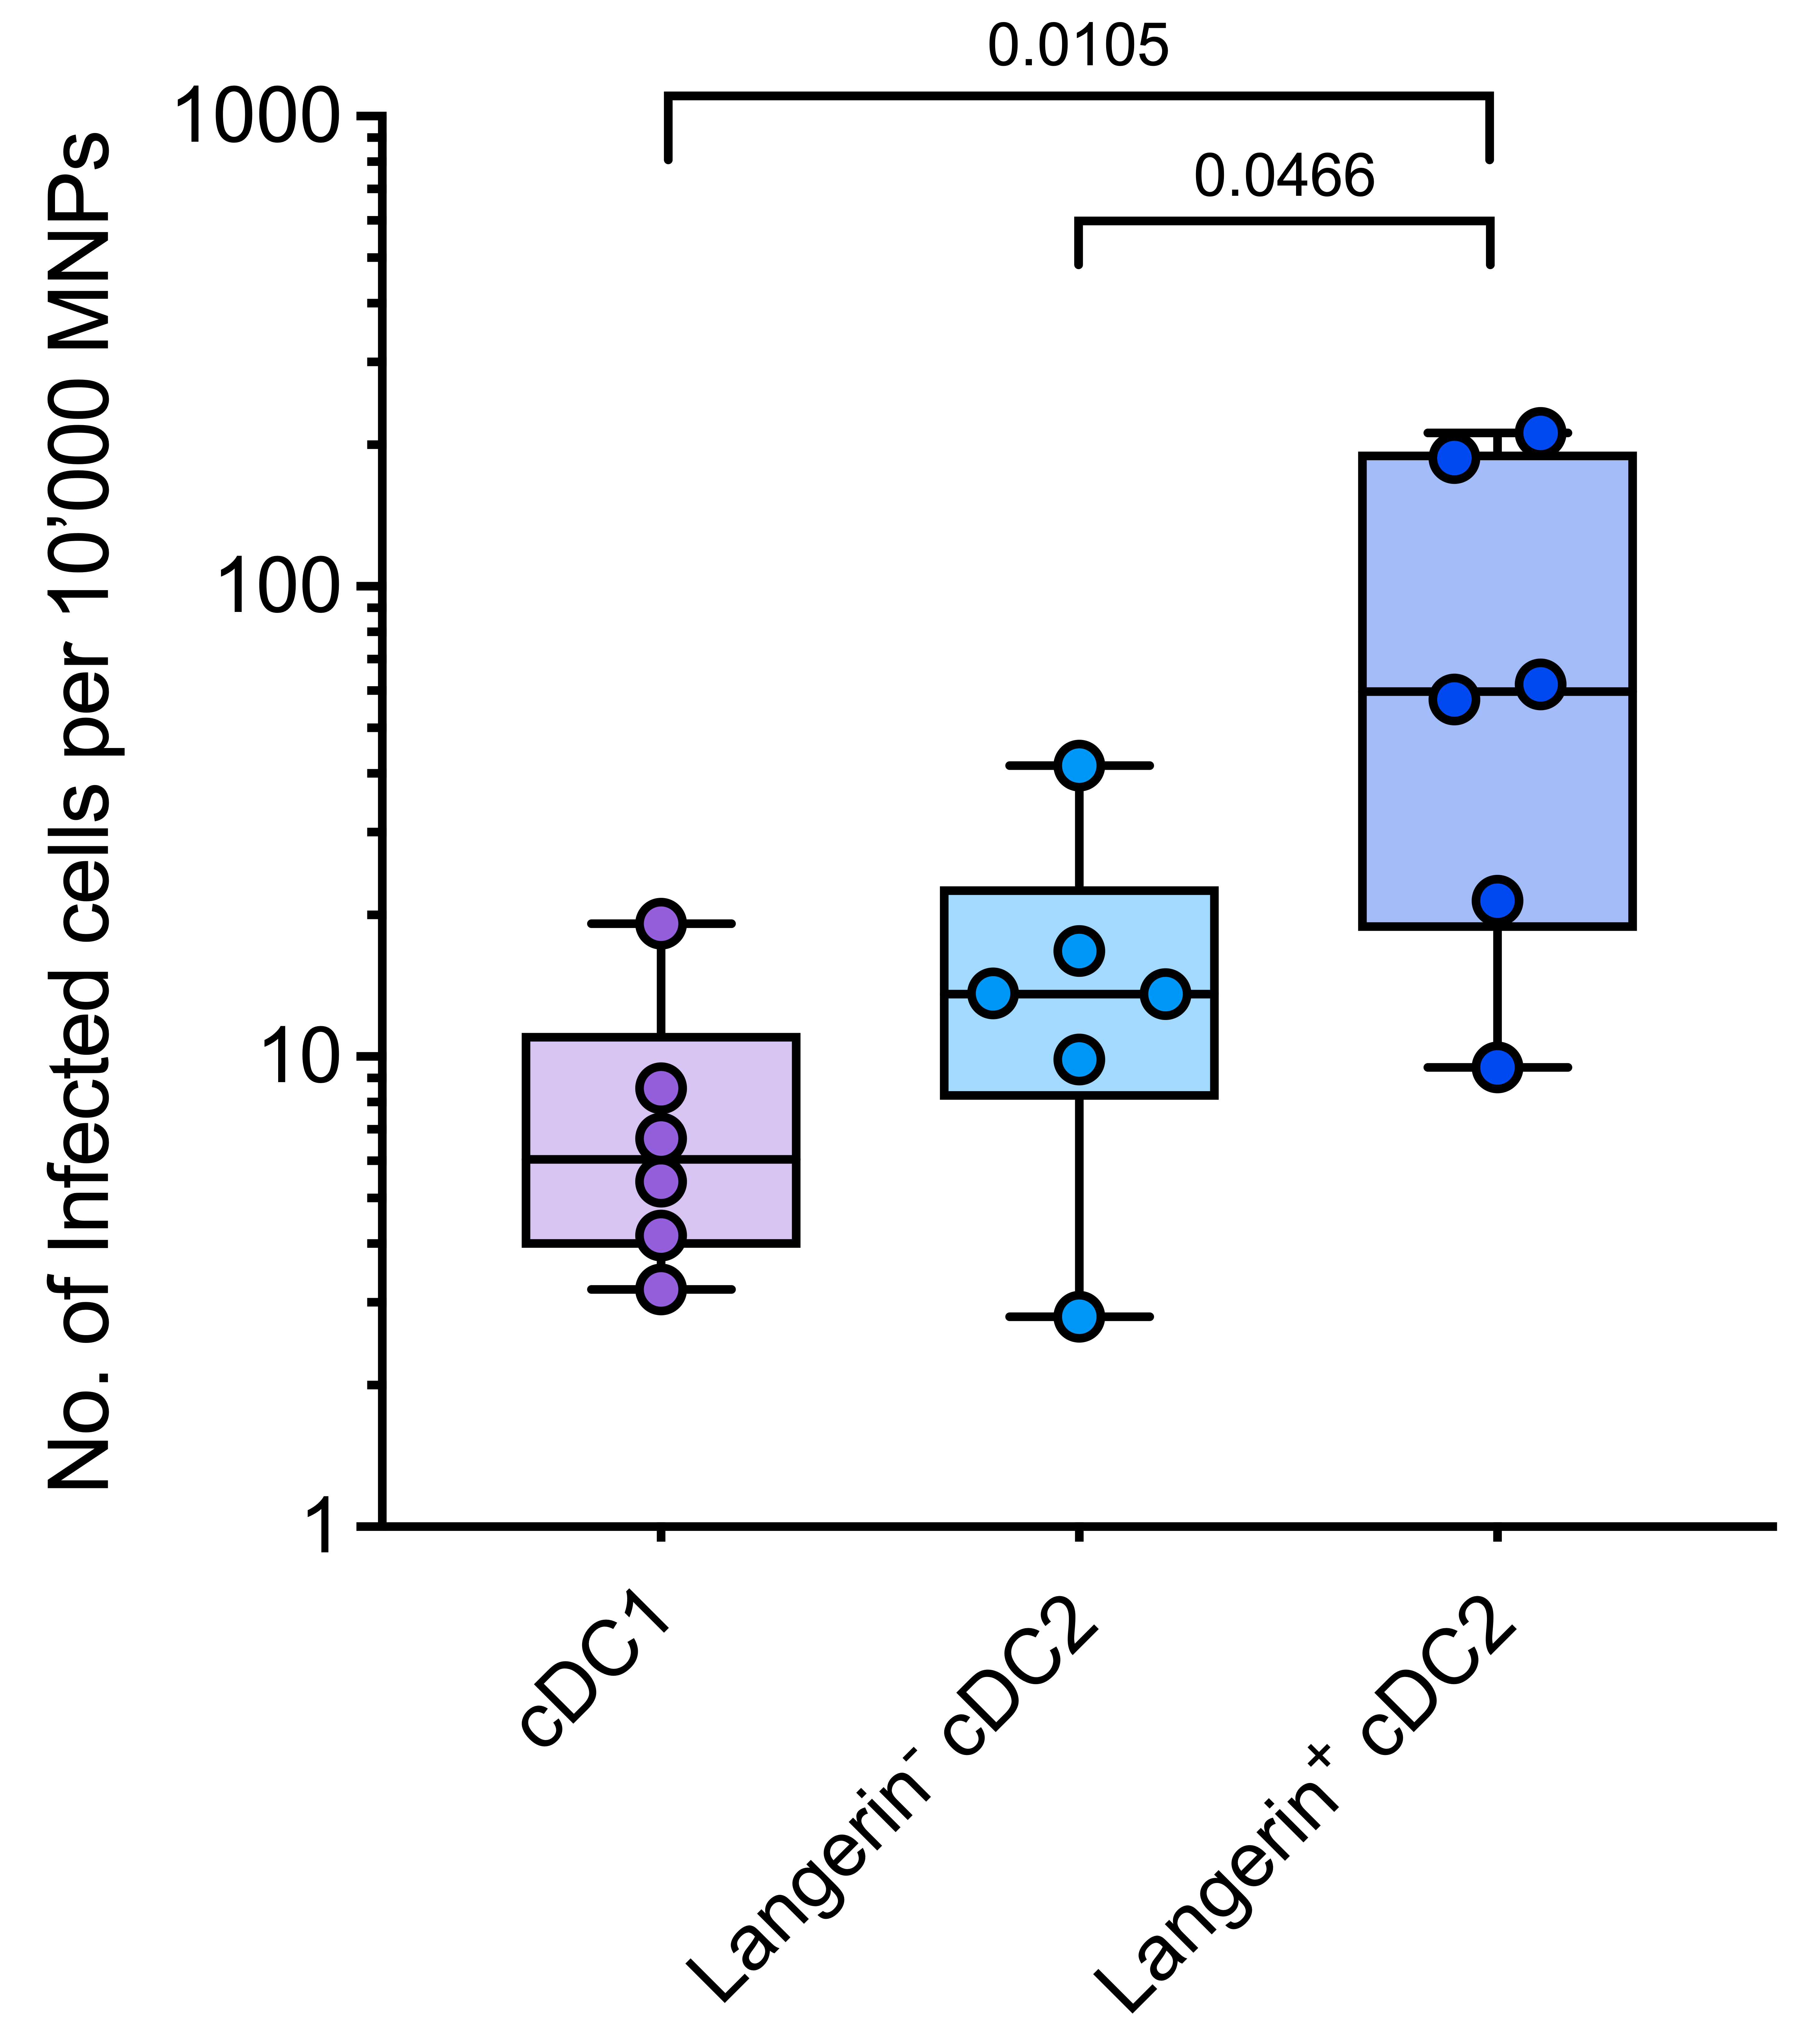 0.0105
0.0466
No. of Infected cells per 10’000 MNPs
1000
100
10
1
cDC1
Langerin⁻ cDC2
Langerin⁺ cDC2